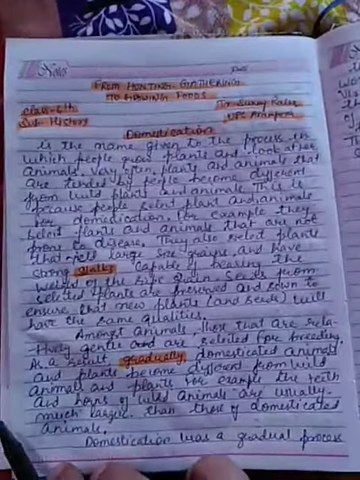 Notes
Date
FROM HUNTING-GATHERING
TO GROWING FOODS
Class-6th
Sub-History
UPS Aranpora
Domestication
is the name given to the process in
which people grow plants and look after
animals. Very often, plants and animals that
are tended by people become different
from wild plants and animals This is
because people select plant and animals
for domestication. For example they
select plants and animals that are not
prone to disease. They also select plants
that yield large size grains, and have
strong stalks capable of bearing the
weight of the ripe grain. Seeds from
selected plants are preserved and sown to
ensure that new plants (and seeds) will
have the same qualities.
Amongst animals, those that are rela-
tively gentle are selected for breeding.
As a result gradually, domesticated animals
and plants become different from wild
animals and plants For example the teeth
and horns of wild animals are usually
much larger than those of domesticated
animals.
Domestication was a gradual process